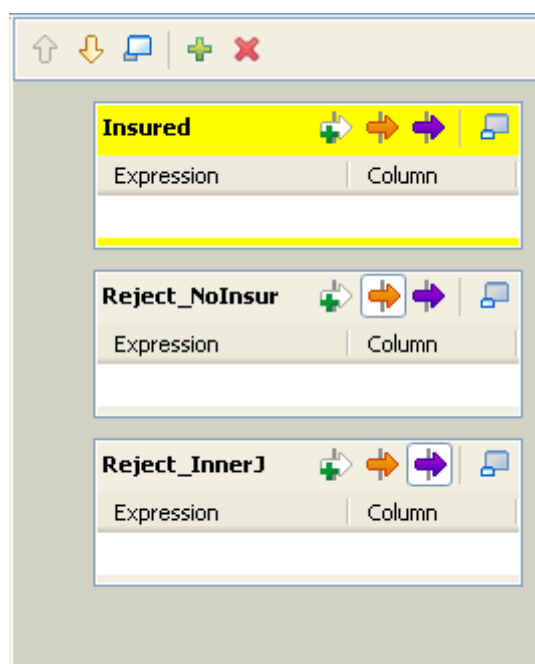 Insured
Expression Column
Reject_NoInsur
Expression Column
Reject_InnerJ
Expression Column